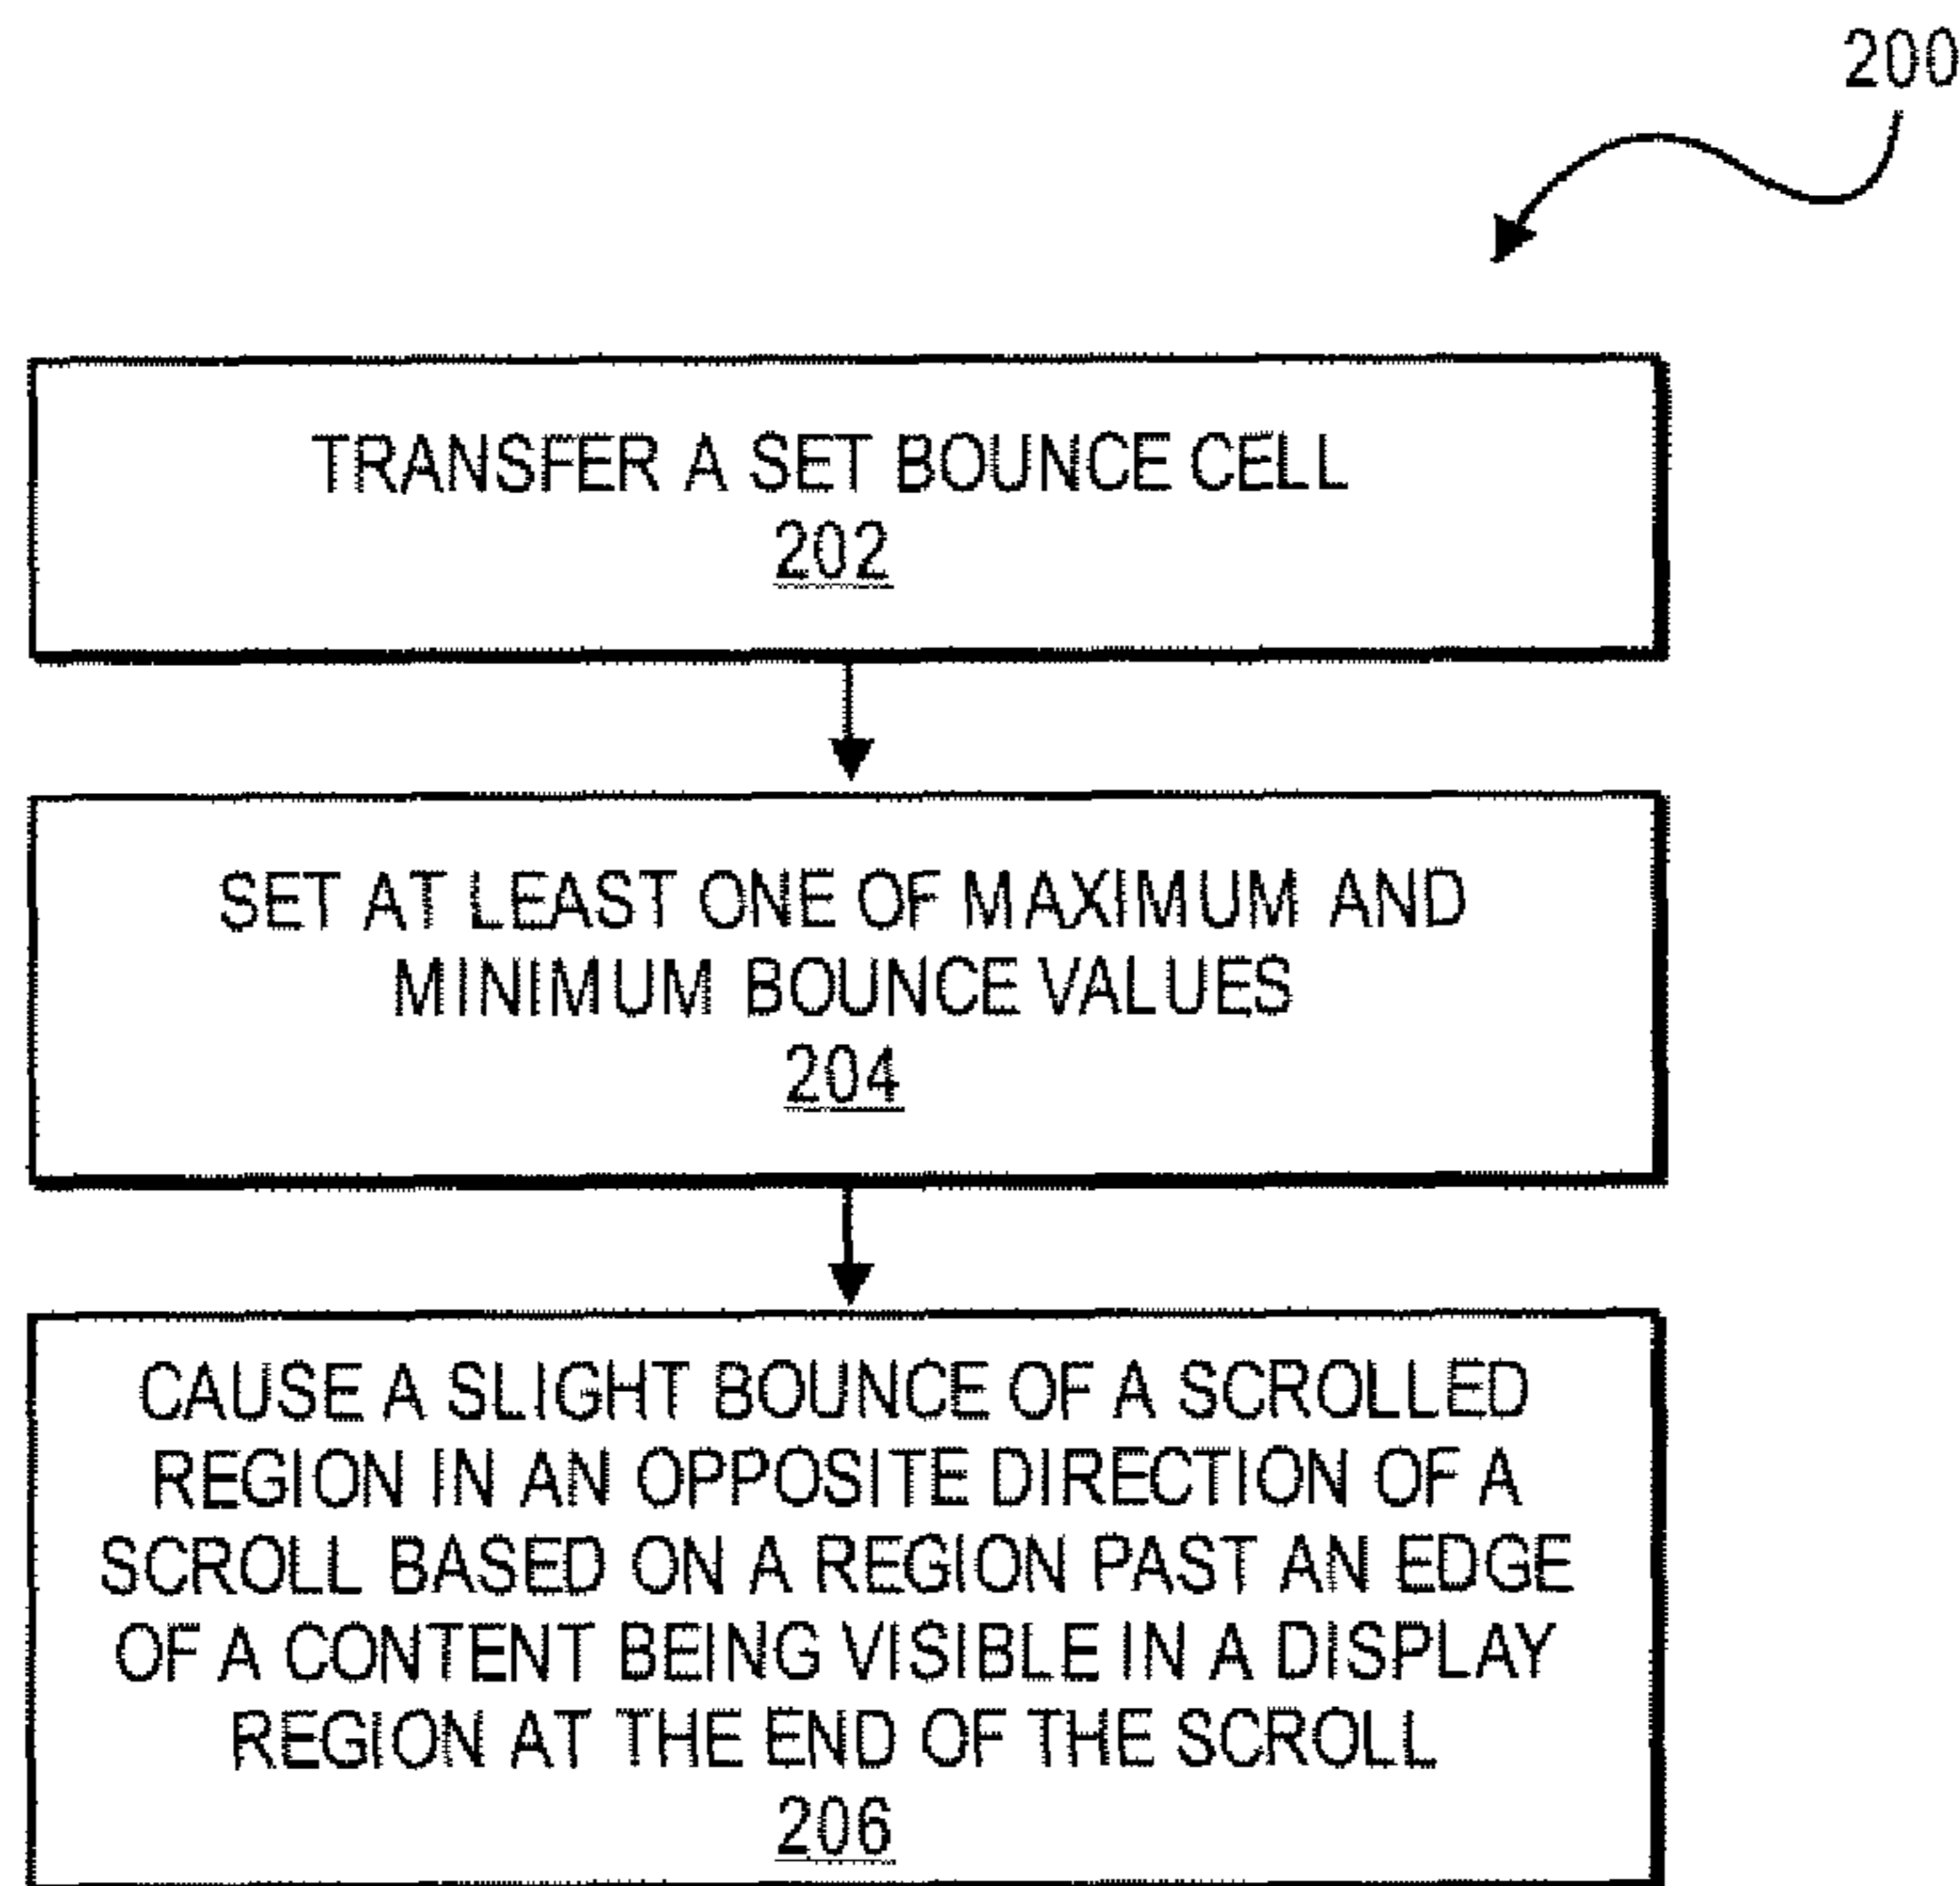 200
TRANSFER A SET BOUNCE CELL
202
SET AT LEAST ONE OF MAXIMUM AND
MINIMUM BOUNCE VALUES
204
CAUSE A SLIGHT BOUNCE OF A SCROLLED
REGION IN AN OPPOSITE DIRECTION OF A
SCROLL BASED ON A REGION PAST AN EDGE
OF A CONTENT BEING VISIBLE IN A DISPLAY
REGION AT THE END OF THE SCROLL
206